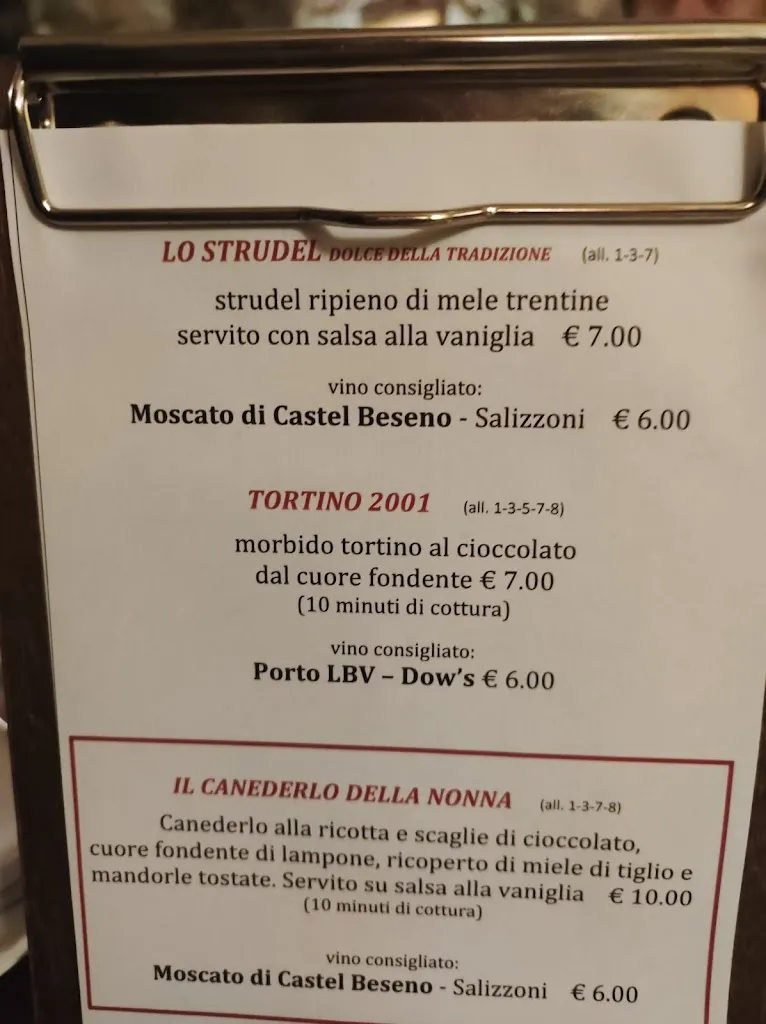 LO STRUDEL DOLCE DELLA TRADIZIONE (all. 1-3-7)
strudel ripieno di mele trentine
servito con salsa alla vaniglia € 7.00
vino consigliato:
Moscato di Castel Beseno - Salizzoni € 6.00
TORTINO 2001 (all. 1-3-5-7-8)
morbido tortino al cioccolato
dal cuore fondente € 7.00
(10 minuti di cottura)
vino consigliato:
Porto LBV – Dow's € 6.00
IL CANEDERLO DELLA NONNA (all. 1-3-7-8)
Canederlo alla ricotta e scaglie di cioccolato,
cuore fondente di lampone, ricoperto di miele di tiglio e
mandorle tostate. Servito su salsa alla vaniglia € 10.00
(10 minuti di cottura)
vino consigliato:
Moscato di Castel Beseno - Salizzoni € 6.00